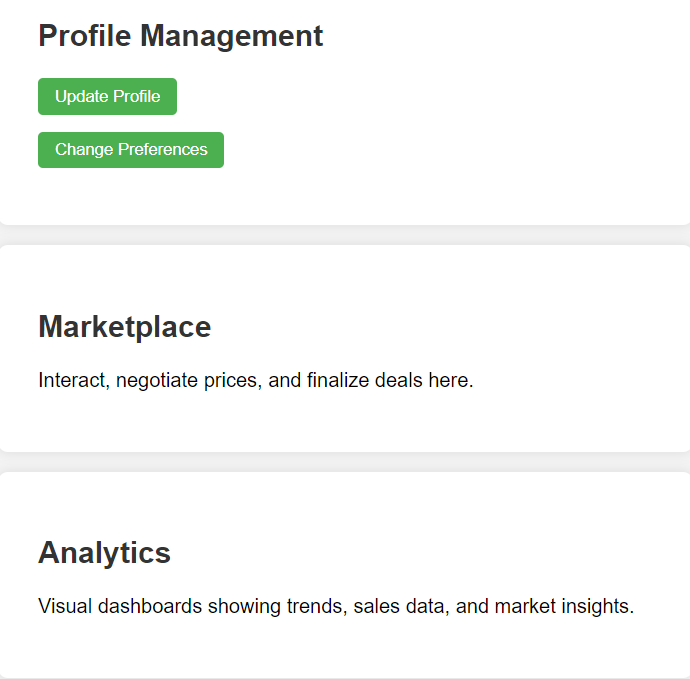 Profile Management
Update Profile
Change Preferences
Marketplace
Interact, negotiate prices, and finalize deals here.
Analytics
Visual dashboards showing trends, sales data, and market insights.